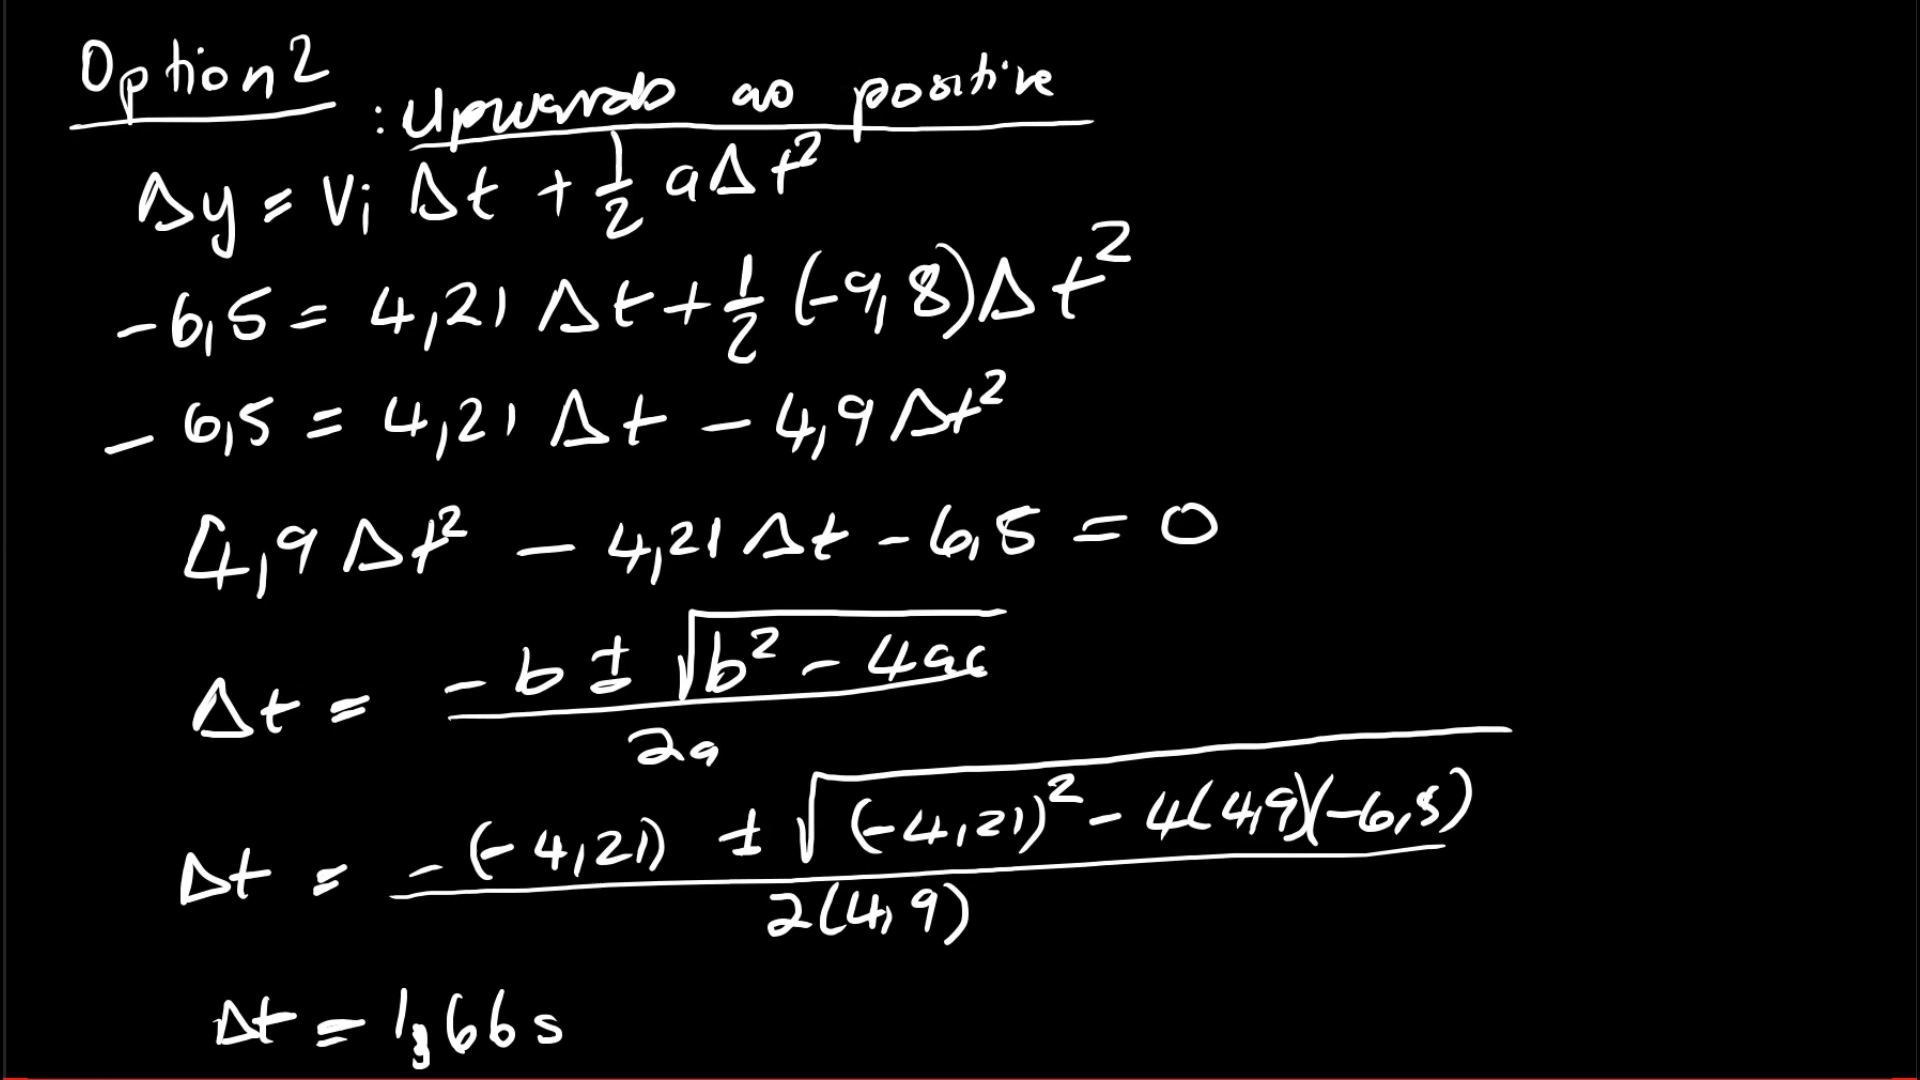 Option 2 : Upwards as positive
Δy = Vi Δt + 1/2 aΔt²
-6,5 = 4,21 Δt + 1/2 (-9,8)Δt²
-6,5 = 4,21 Δt - 4,9 Δt²
4,9 Δt² - 4,21 Δt - 6,5 = 0
Δt = (-b ± √(b² - 4ac)) / 2a
Δt = (-(-4,21) ± √((-4,21)² - 4(4,9)(-6,5))) / 2(4,9)
Δt = 1,66 s